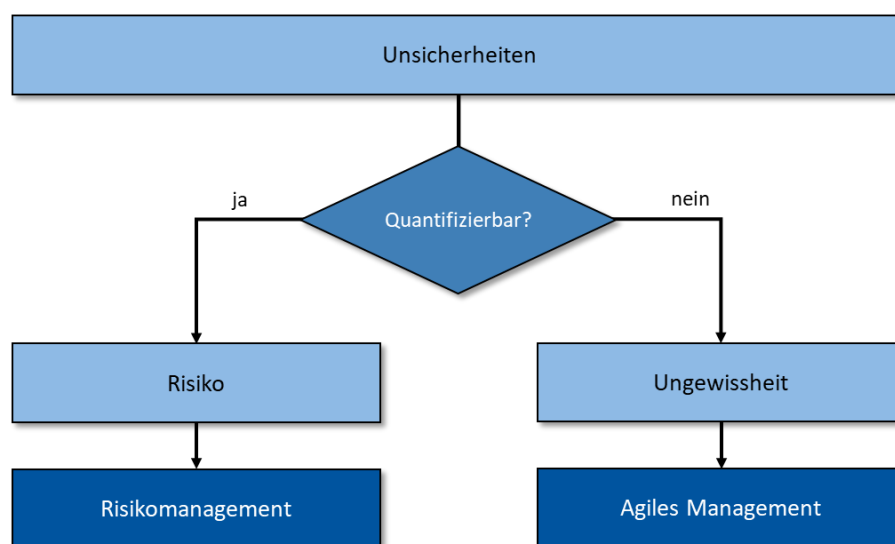 Unsicherheiten
ja
Quantifizierbar?
nein
Risiko
Ungewissheit
Risikomanagement
Agiles Management